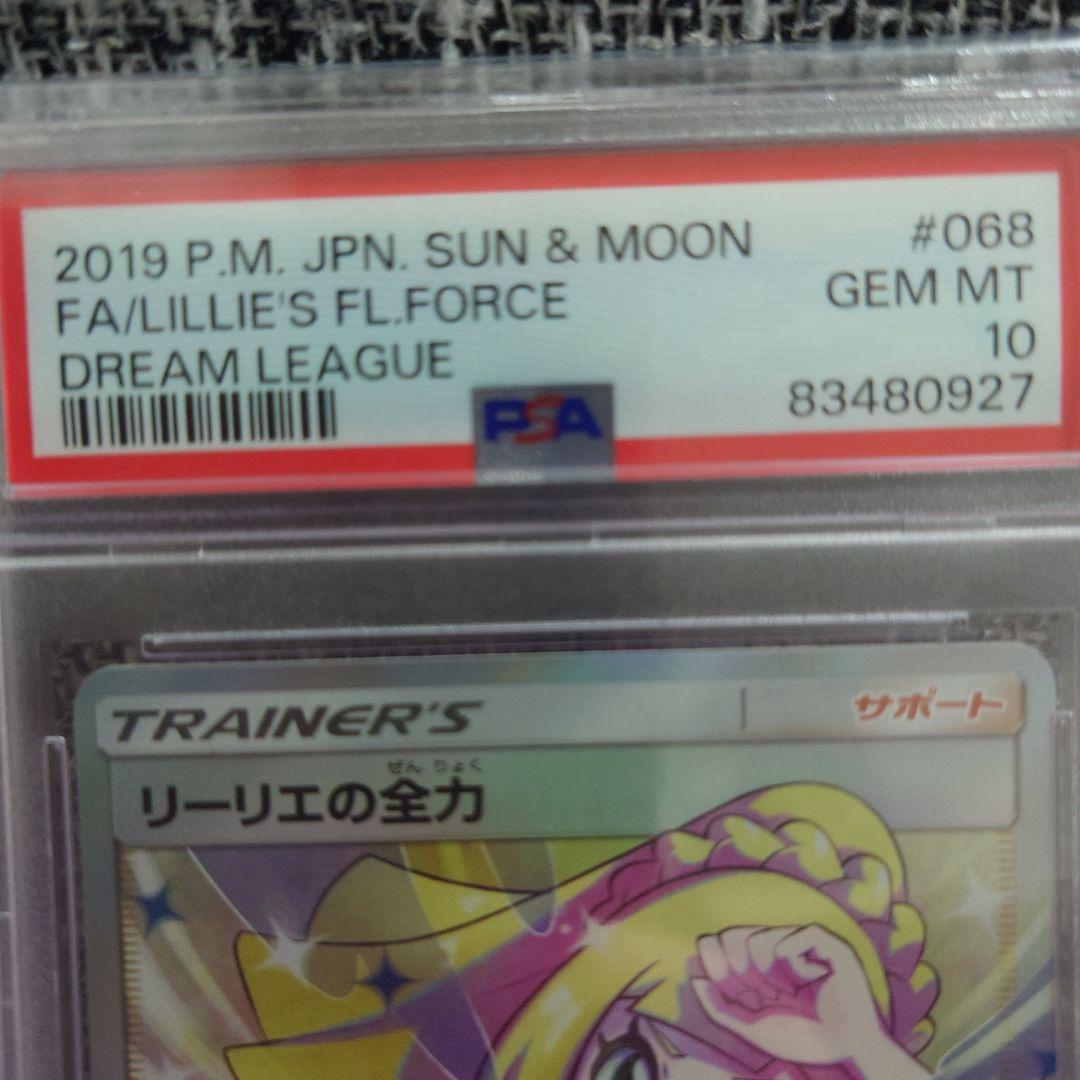 2019 P.M. JPN. SUN & MOON #068
FA/LILLIE'S FL.FORCE GEM MT
DREAM LEAGUE 10
83480927
PSA
TRAINER'S サポート
ぜん りょく
リーリエの全力